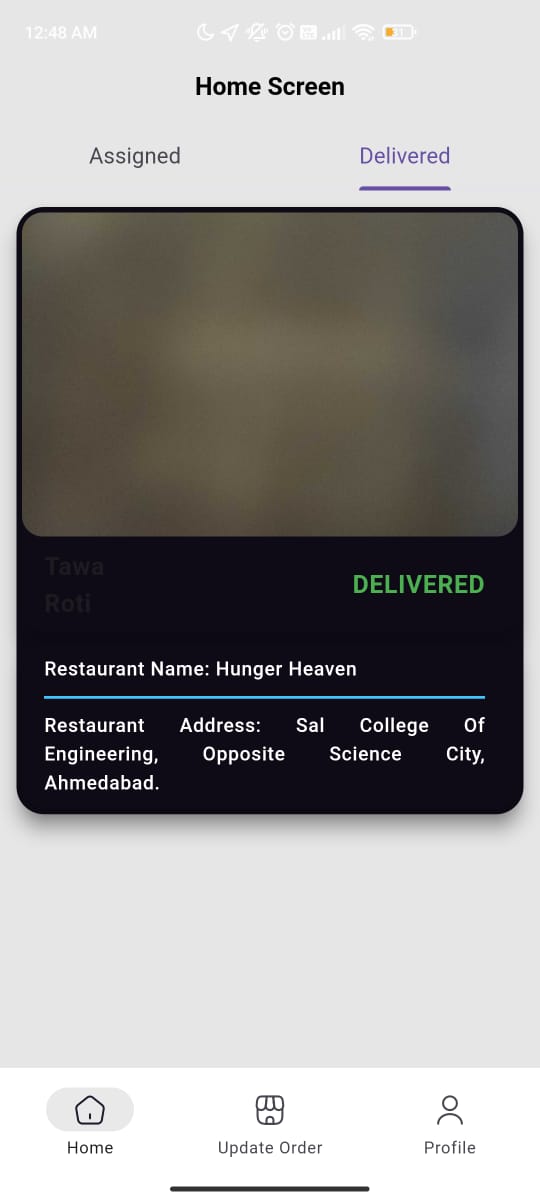 12:48 AM
31
Home Screen
Assigned
Delivered
Tawa
Roti
DELIVERED
Restaurant Name: Hunger Heaven
Restaurant Address: Sal College Of
Engineering, Opposite Science City,
Ahmedabad.
Home
Update Order
Profile